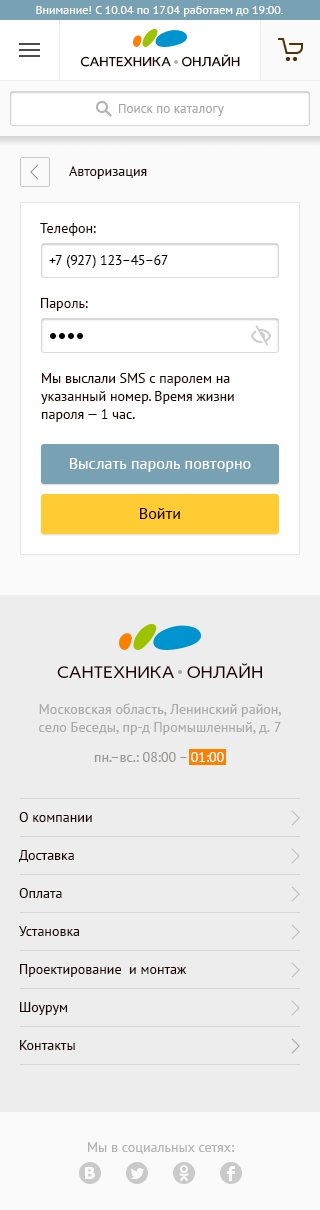 Внимание! С 10.04 по 17.04 работаем до 19:00.
САНТЕХНИКА • ОНЛАЙН
Поиск по каталогу
Авторизация
Телефон:
+7 (927) 123–45–67
Пароль:
Мы выслали SMS с паролем на
указанный номер. Время жизни
пароля — 1 час.
Выслать пароль повторно
Войти
САНТЕХНИКА • ОНЛАЙН
Московская область, Ленинский район,
село Беседы, пр-д Промышленный, д. 7
пн.–вс.: 08:00 – 01:00
О компании
Доставка
Оплата
Установка
Проектирование и монтаж
Шоурум
Контакты
Мы в социальных сетях: